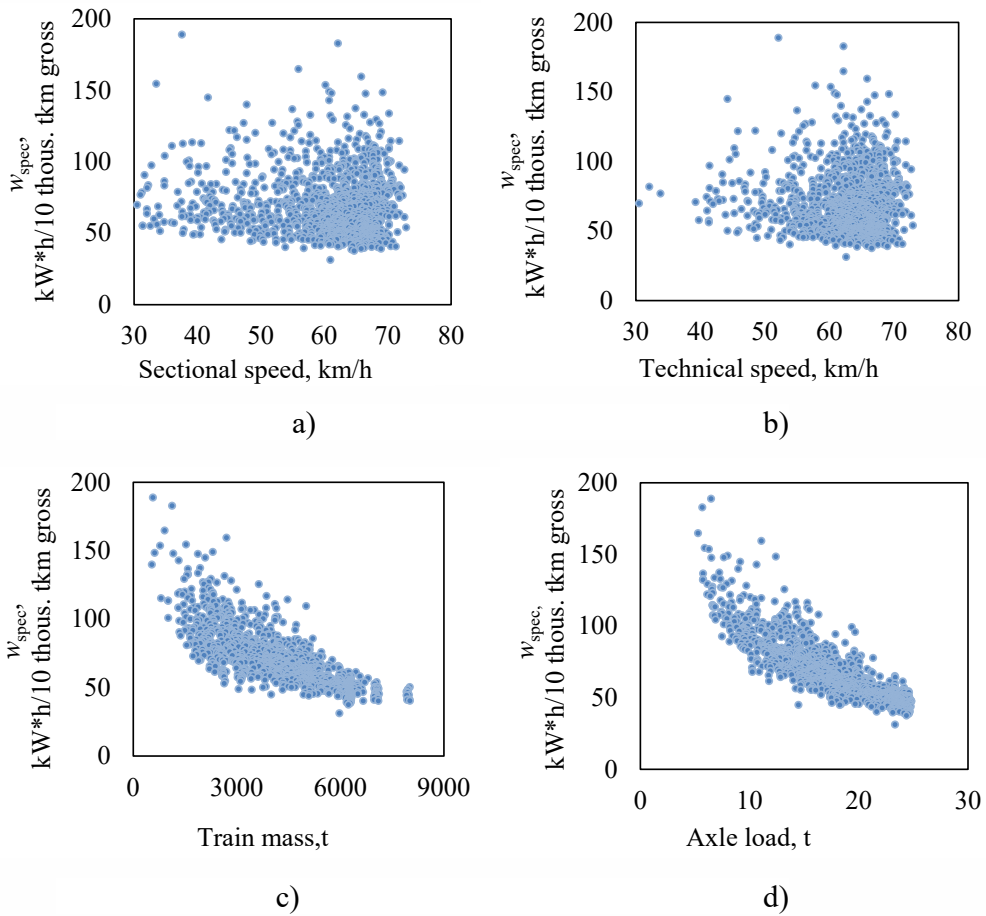 200
150
100
50
0
w_spec,
kW*h/10 thous. tkm gross
30 40 50 60 70 80
Sectional speed, km/h
a)
200
150
100
50
0
w_spec,
kW*h/10 thous. tkm gross
30 40 50 60 70 80
Technical speed, km/h
b)
200
150
100
50
0
w_spec,
kW*h/10 thous. tkm gross
0 3000 6000 9000
Train mass,t
c)
200
150
100
50
0
w_spec,
kW*h/10 thous. tkm gross
0 10 20 30
Axle load, t
d)